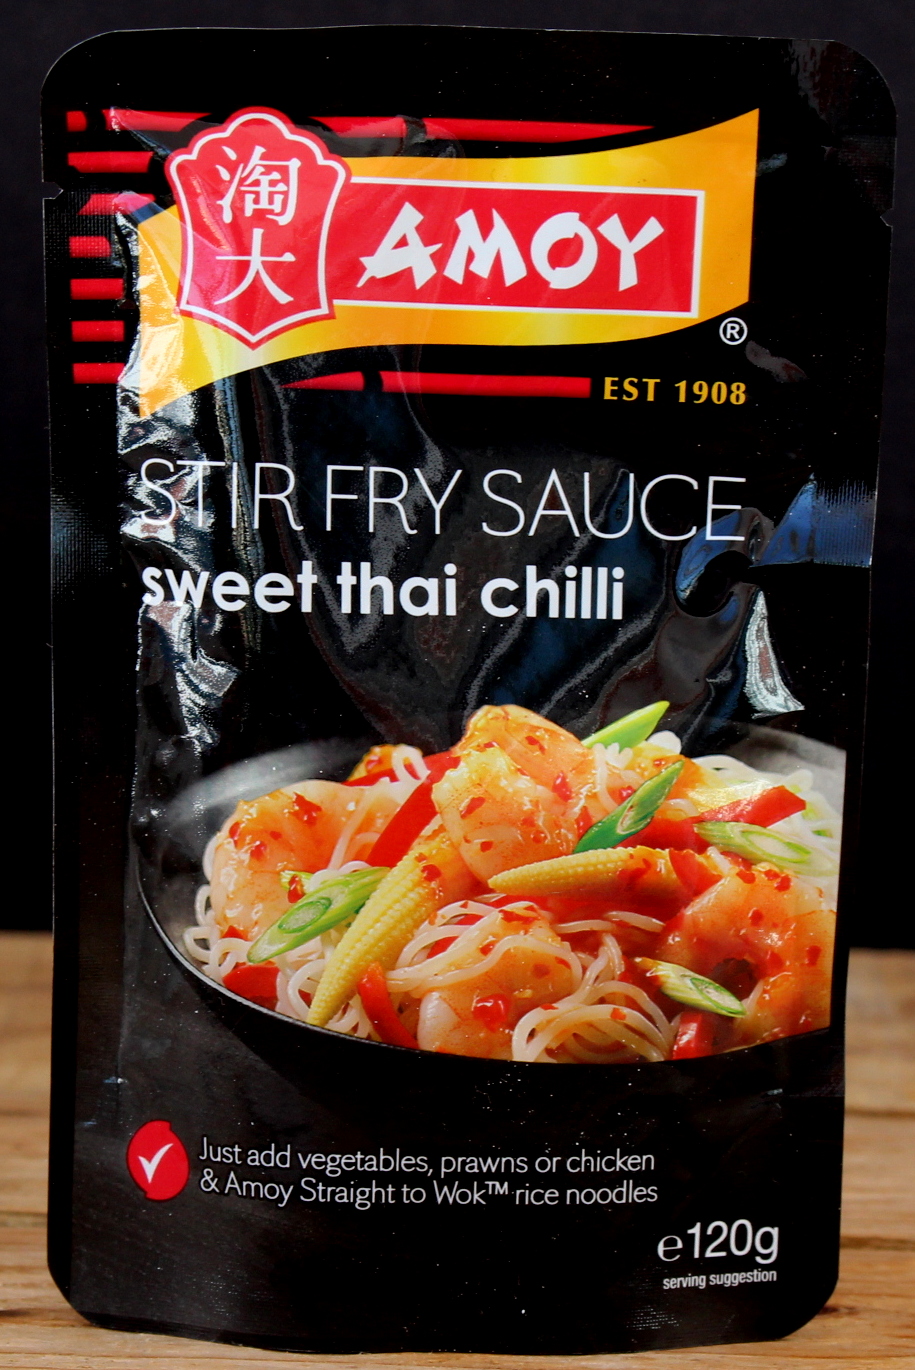 淘大
AMOY
®
EST 1908
STIR FRY SAUCE
sweet thai chilli
Just add vegetables, prawns or chicken
& Amoy Straight to Wok™ rice noodles
℮120g
serving suggestion